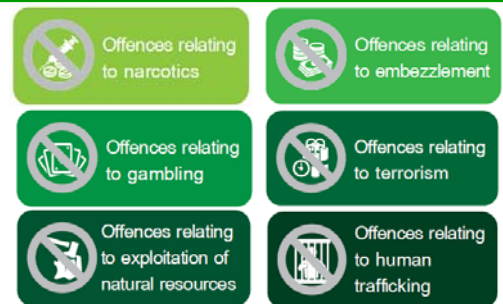 Offences relating
to narcotics
Offences relating
to embezzlement
Offences relating
to gambling
Offences relating
to terrorism
Offences relating
to exploitation of
natural resources
Offences relating
to human
trafficking